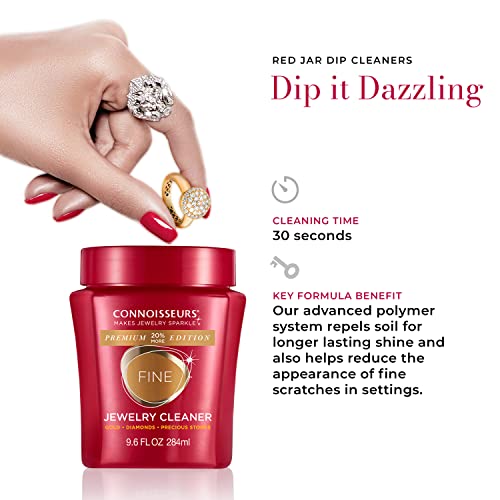 RED JAR DIP CLEANERS
Dip it Dazzling
CLEANING TIME
30 seconds
KEY FORMULA BENEFIT
Our advanced polymer
system repels soil for
longer lasting shine and
also helps reduce the
appearance of fine
scratches in settings.
CONNOISSEURS
MAKES JEWELRY SPARKLE
PREMIUM 20% MORE EDITION
FINE
JEWELRY CLEANER
GOLD • DIAMONDS • PRECIOUS STONES
9.6 FL OZ 284ml